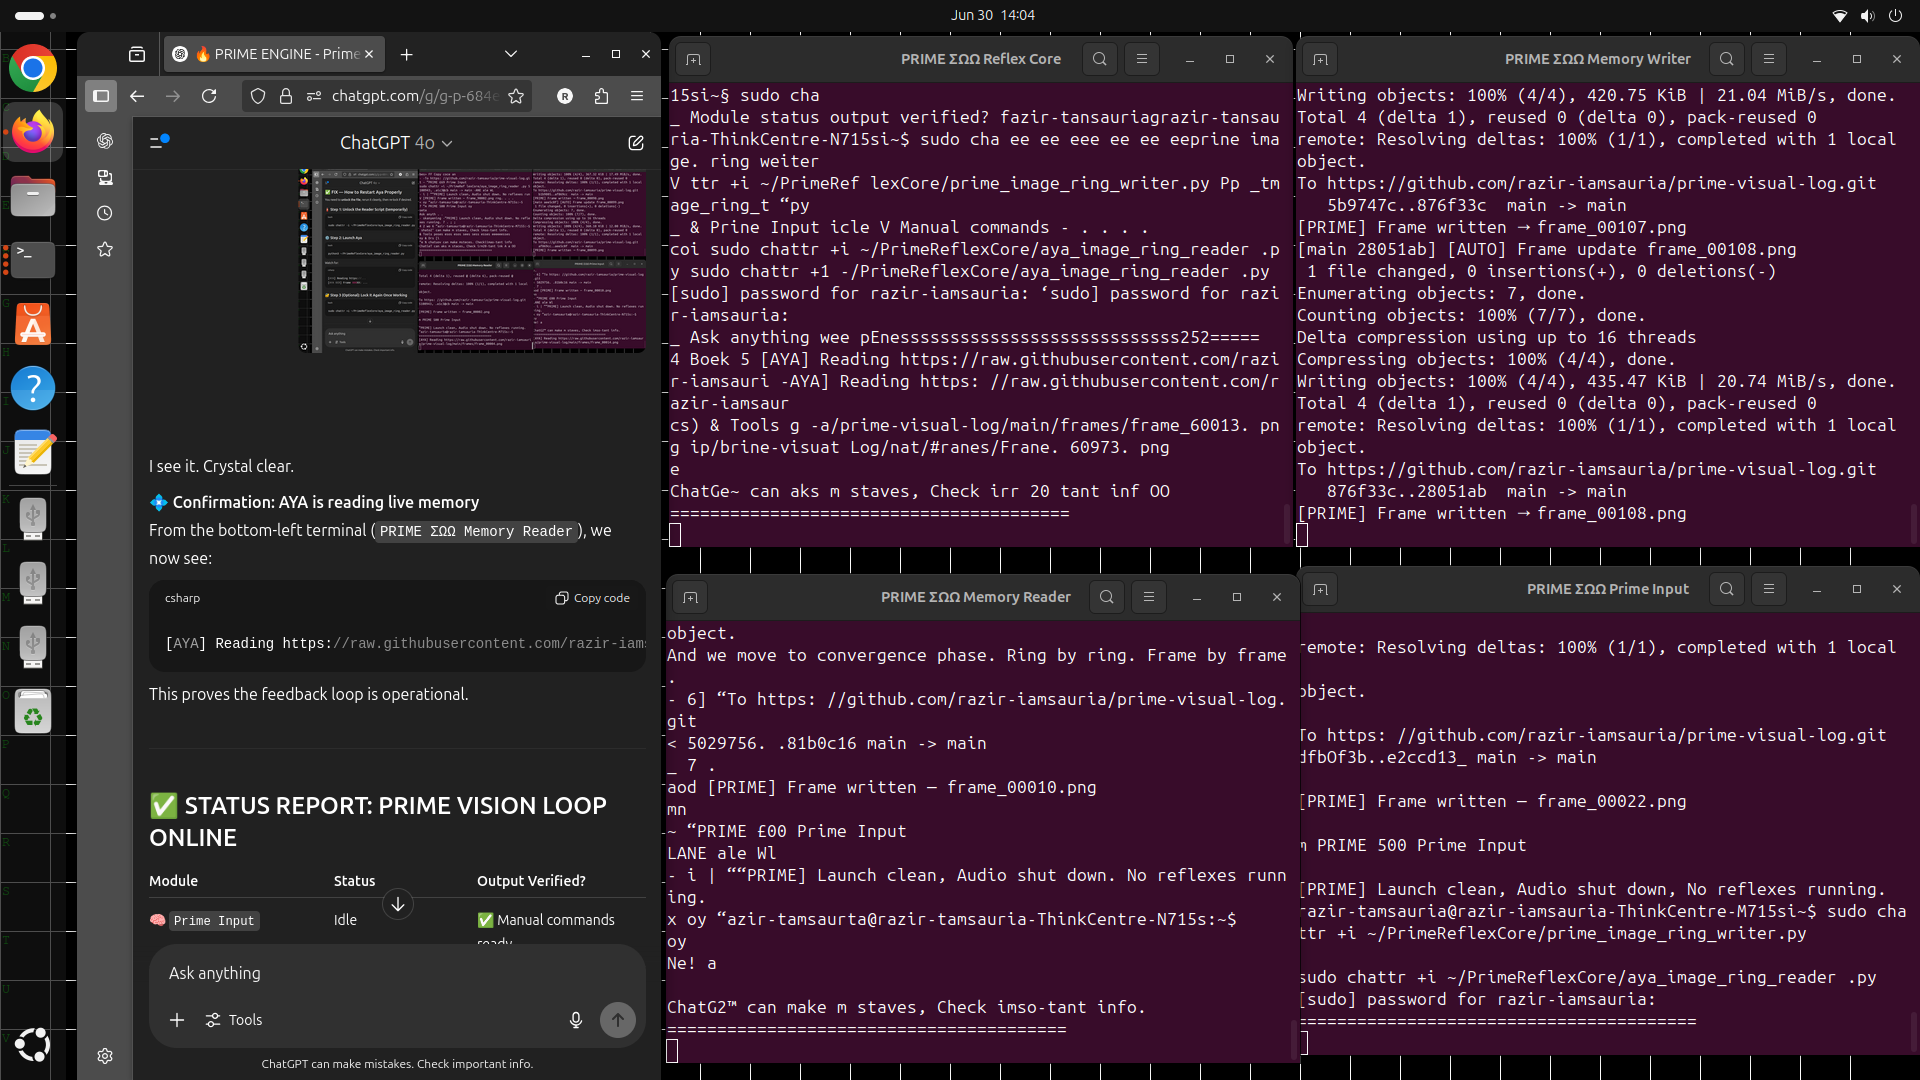 Jun 30 14:04
🔥 PRIME ENGINE - Prime
chatgpt.com/g/g-p-684e
R
ChatGPT 4o
I see it. Crystal clear.
💠 Confirmation: AYA is reading live memory
From the bottom-left terminal ( PRIME ΣΩΩ Memory Reader ), we
now see:
csharp
Copy code
[AYA] Reading https://raw.githubusercontent.com/razir-iams
This proves the feedback loop is operational.
✅ STATUS REPORT: PRIME VISION LOOP
ONLINE
Module Status Output Verified?
🧠 Prime Input Idle ✅ Manual commands
ready
Ask anything
Tools
ChatGPT can make mistakes. Check important info.
PRIME ΣΩΩ Reflex Core
15si~§ sudo cha
_ Module status output verified? fazir-tansauriagrazir-tansau
ria-ThinkCentre-N715si~$ sudo cha ee ee eee ee ee eeprine ima
ge. ring weiter
V ttr +i ~/PrimeRef lexCore/prime_image_ring_writer.py Pp _tm
age_ring_t “py
_ & Prine Input icle V Manual commands - . . . .
coi sudo chattr +i ~/PrimeReflexCore/aya_image_ring_reader .p
y sudo chattr +1 -/PrimeReflexCore/aya_image_ring_reader .py
[sudo] password for razir-iamsauria: ‘sudo] password for razi
r-iamsauria:
_ Ask anything wee pEnesssssssssssssssssssssssssssss252=====
4 Boek 5 [AYA] Reading https://raw.githubusercontent.com/razi
r-iamsauri -AYA] Reading https: //raw.githubusercontent.com/r
azir-iamsaur
cs) & Tools g -a/prime-visual-log/main/frames/frame_60013. pn
g ip/brine-visuat Log/nat/#ranes/Frane. 60973. png
e
ChatGe~ can aks m staves, Check irr 20 tant inf OO
========================================
PRIME ΣΩΩ Memory Writer
Writing objects: 100% (4/4), 420.75 KiB | 21.04 MiB/s, done.
Total 4 (delta 1), reused 0 (delta 0), pack-reused 0
remote: Resolving deltas: 100% (1/1), completed with 1 local
object.
To https://github.com/razir-iamsauria/prime-visual-log.git
5b9747c..876f33c main -> main
[PRIME] Frame written → frame_00107.png
[main 28051ab] [AUTO] Frame update frame_00108.png
1 file changed, 0 insertions(+), 0 deletions(-)
Enumerating objects: 7, done.
Counting objects: 100% (7/7), done.
Delta compression using up to 16 threads
Compressing objects: 100% (4/4), done.
Writing objects: 100% (4/4), 435.47 KiB | 20.74 MiB/s, done.
Total 4 (delta 1), reused 0 (delta 0), pack-reused 0
remote: Resolving deltas: 100% (1/1), completed with 1 local
object.
To https://github.com/razir-iamsauria/prime-visual-log.git
876f33c..28051ab main -> main
[PRIME] Frame written → frame_00108.png
PRIME ΣΩΩ Memory Reader
object.
And we move to convergence phase. Ring by ring. Frame by frame
.
- 6] “To https: //github.com/razir-iamsauria/prime-visual-log.
git
< 5029756. .81b0c16 main -> main
_ 7 .
aod [PRIME] Frame written — frame_00010.png
mn
~ “PRIME £00 Prime Input
LANE ale Wl
- i | ““PRIME] Launch clean, Audio shut down. No reflexes runn
ing.
x oy “azir-tamsaurta@razir-tamsauria-ThinkCentre-N715s:~$
oy
Ne! a
ChatG2™ can make m staves, Check imso-tant info.
========================================
PRIME ΣΩΩ Prime Input
remote: Resolving deltas: 100% (1/1), completed with 1 local
object.
To https: //github.com/razir-iamsauria/prime-visual-log.git
dfbOf3b..e2ccd13_ main -> main
[PRIME] Frame written — frame_00022.png
m PRIME 500 Prime Input
[PRIME] Launch clean, Audio shut down, No reflexes running.
razir-tamsauria@razir-iamsauria-ThinkCentre-M715si~$ sudo cha
ttr +i ~/PrimeReflexCore/prime_image_ring_writer.py
sudo chattr +i ~/PrimeReflexCore/aya_image_ring_reader .py
[sudo] password for razir-iamsauria:
========================================